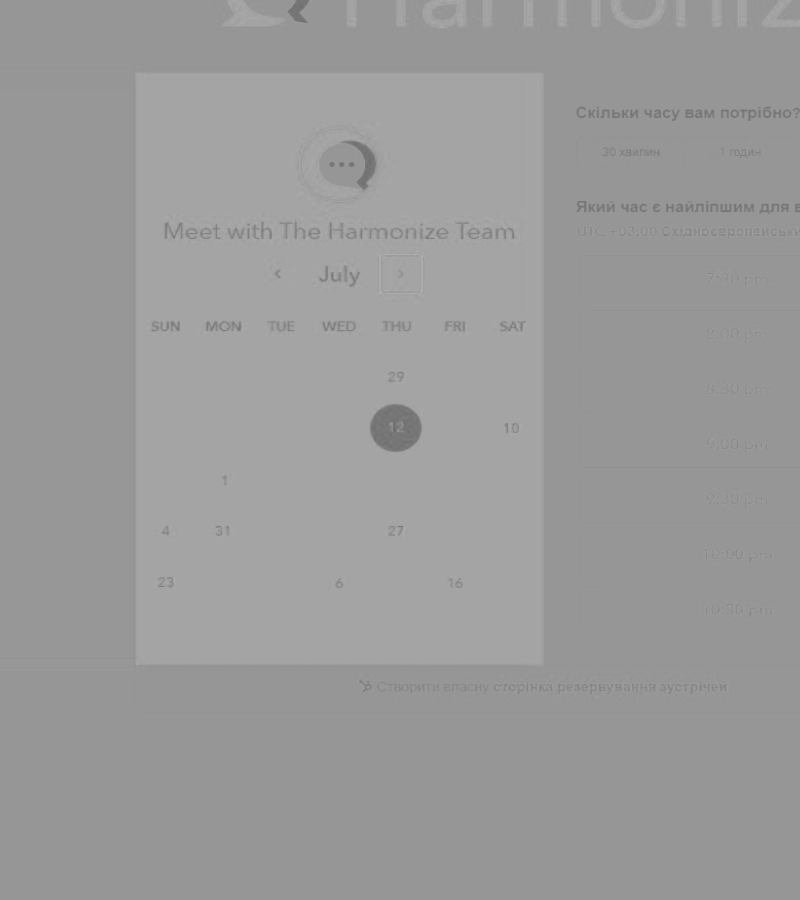 Harmoniz
Meet with The Harmonize Team
July
SUN MON TUE WED THU FRI SAT
29
12 10
1
4 31 27
23 6 16
Скільки часу вам потрібно?
30 хвилин 1 годин
Який час є найліпшим для в
UTC +03:00 Східноєвропейськи
7:30 pm
8:00 pm
8:30 pm
9:00 pm
9:30 pm
10:00 pm
10:30 pm
Створити власну сторінка резервування зустрічей